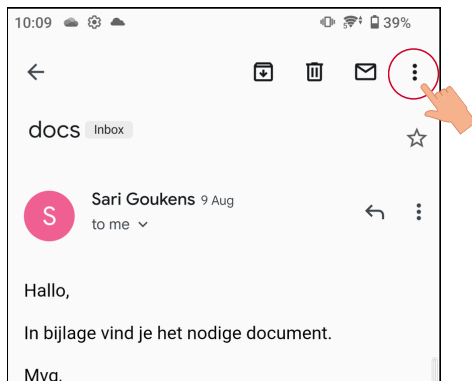 10:09 39%
docs Inbox
S Sari Goukens 9 Aug
to me
Hallo,
In bijlage vind je het nodige document.
Mvg,